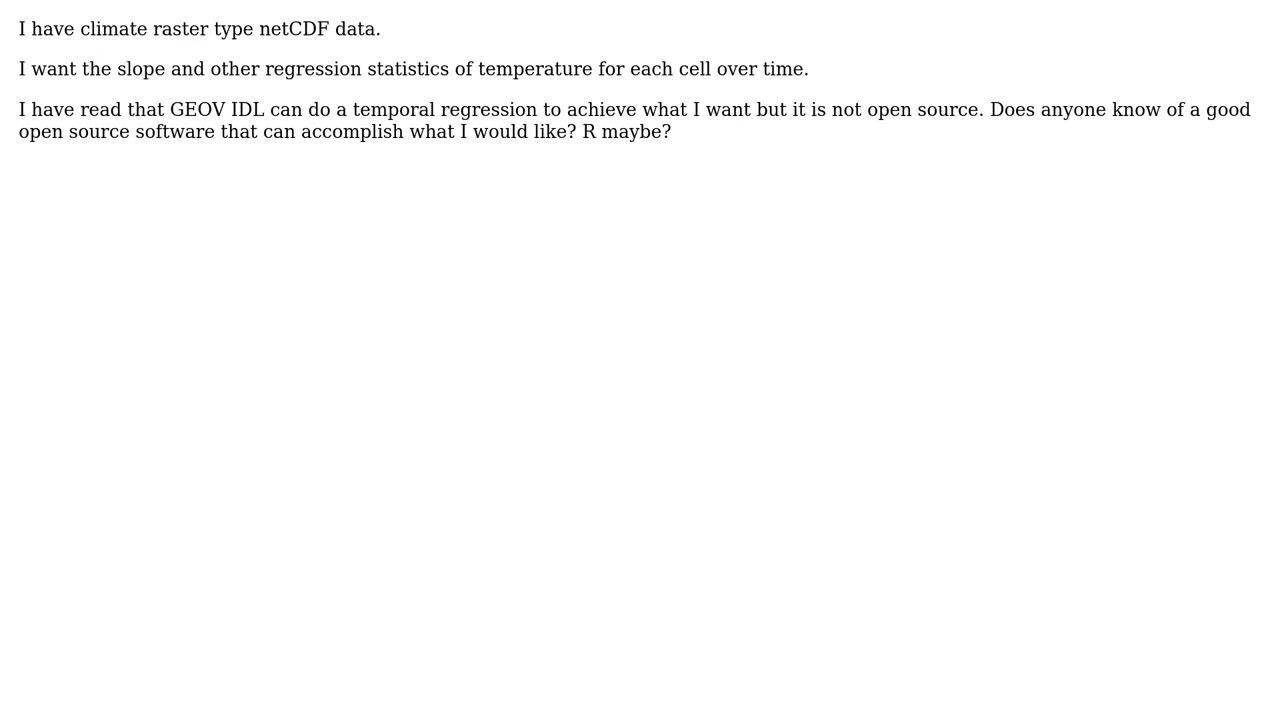 I have climate raster type netCDF data.
I want the slope and other regression statistics of temperature for each cell over time.
I have read that GEOV IDL can do a temporal regression to achieve what I want but it is not open source. Does anyone know of a good
open source software that can accomplish what I would like? R maybe?